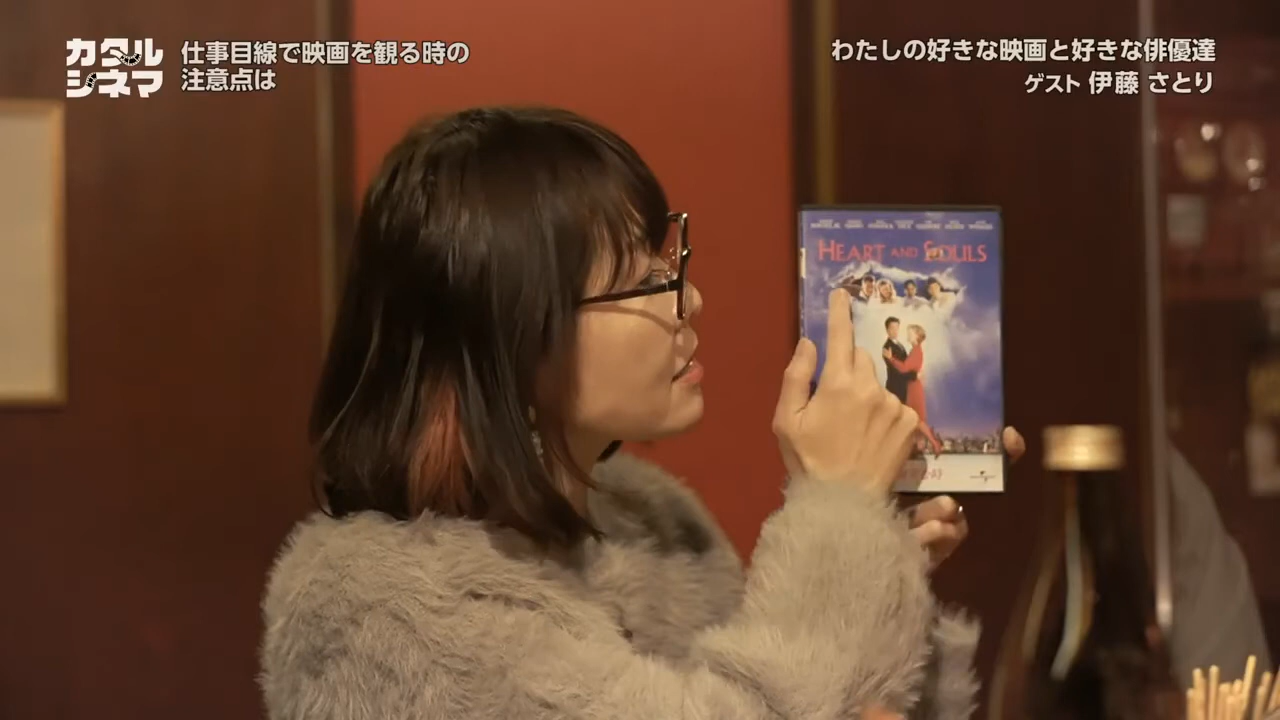 カタル
シネマ
仕事目線で映画を観る時の
注意点は
わたしの好きな映画と好きな俳優達
ゲスト 伊藤 さとり
HEART AND SOULS